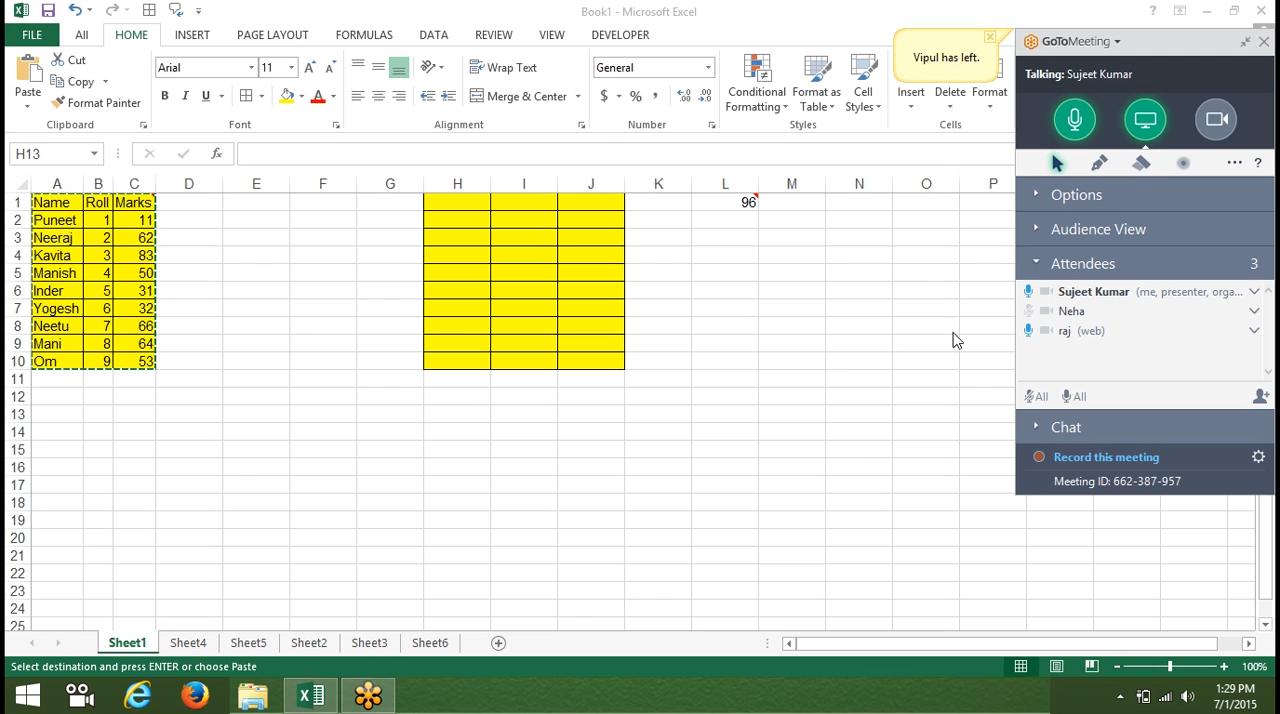 Book1 - Microsoft Excel
FILE All HOME INSERT PAGE LAYOUT FORMULAS DATA REVIEW VIEW DEVELOPER
Paste
Cut
Copy
Format Painter
Clipboard
Arial 11
B I U
Font
Wrap Text
Merge & Center
Alignment
General
$ % ,
Number
Conditional Formatting
Format as Table
Cell Styles
Styles
Insert Delete Format
Cells
Vipul has left.
H13
fx
A B C D E F G H I J K L M N O P
1 Name Roll Marks 96
2 Puneet 1 11
3 Neeraj 2 62
4 Kavita 3 83
5 Manish 4 50
6 Inder 5 31
7 Yogesh 6 32
8 Neetu 7 66
9 Mani 8 64
10 Om 9 53
11
12
13
14
15
16
17
18
19
20
21
22
23
24
25
GoToMeeting
Talking: Sujeet Kumar
... ?
Options
Audience View
Attendees 3
Sujeet Kumar (me, presenter, orga...
Neha
raj (web)
All All
Chat
Record this meeting
Meeting ID: 662-387-957
Sheet1 Sheet4 Sheet5 Sheet2 Sheet3 Sheet6
Select destination and press ENTER or choose Paste
100%
1:29 PM
7/1/2015